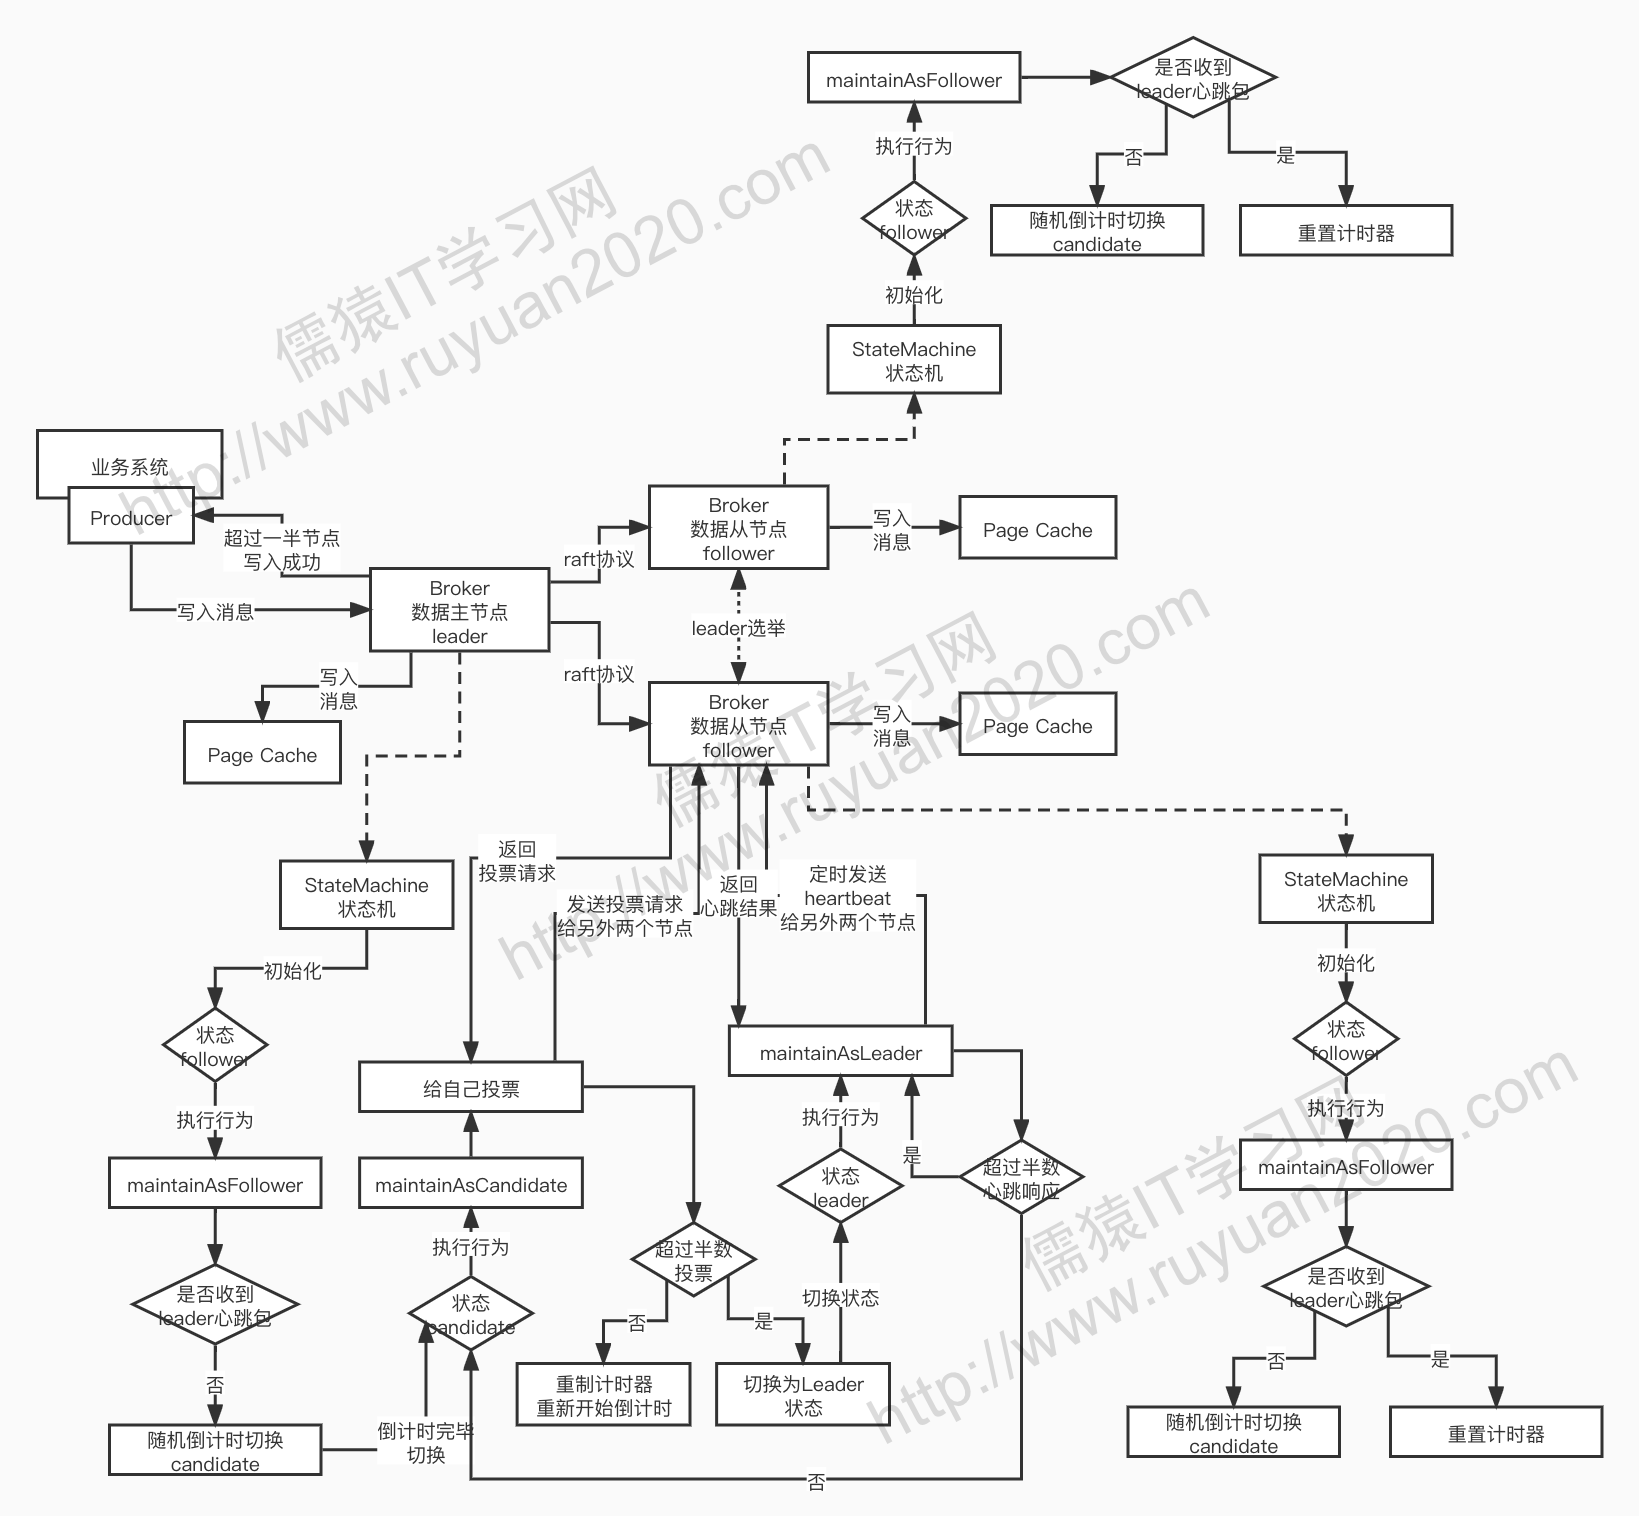 maintainAsFollower
是否收到
leader心跳包
执行行为
否
是
状态
follower
随机倒计时切换
candidate
重置计时器
初始化
StateMachine
状态机
儒猿IT学习网
http://www.ruyuan2020.com
业务系统
Producer
超过一半节点
写入成功
写入消息
Broker
数据主节点
leader
raft协议
raft协议
Broker
数据从节点
follower
写入
消息
Page Cache
leader选举
Broker
数据从节点
follower
写入
消息
Page Cache
写入
消息
Page Cache
儒猿IT学习网
http://www.ruyuan2020.com
StateMachine
状态机
初始化
状态
follower
执行行为
maintainAsFollower
是否收到
leader心跳包
否
随机倒计时切换
candidate
倒计时完毕
切换
状态
candidate
执行行为
maintainAsCandidate
给自己投票
返回
投票请求
发送投票请求
给另外两个节点
返回
心跳结果
定时发送
heartbeat
给另外两个节点
超过半数
投票
否
是
重制计时器
重新开始倒计时
切换为Leader
状态
切换状态
状态
leader
执行行为
maintainAsLeader
是
超过半数
心跳响应
否
StateMachine
状态机
初始化
状态
follower
执行行为
maintainAsFollower
是否收到
leader心跳包
否
是
随机倒计时切换
candidate
重置计时器
儒猿IT学习网
http://www.ruyuan2020.com